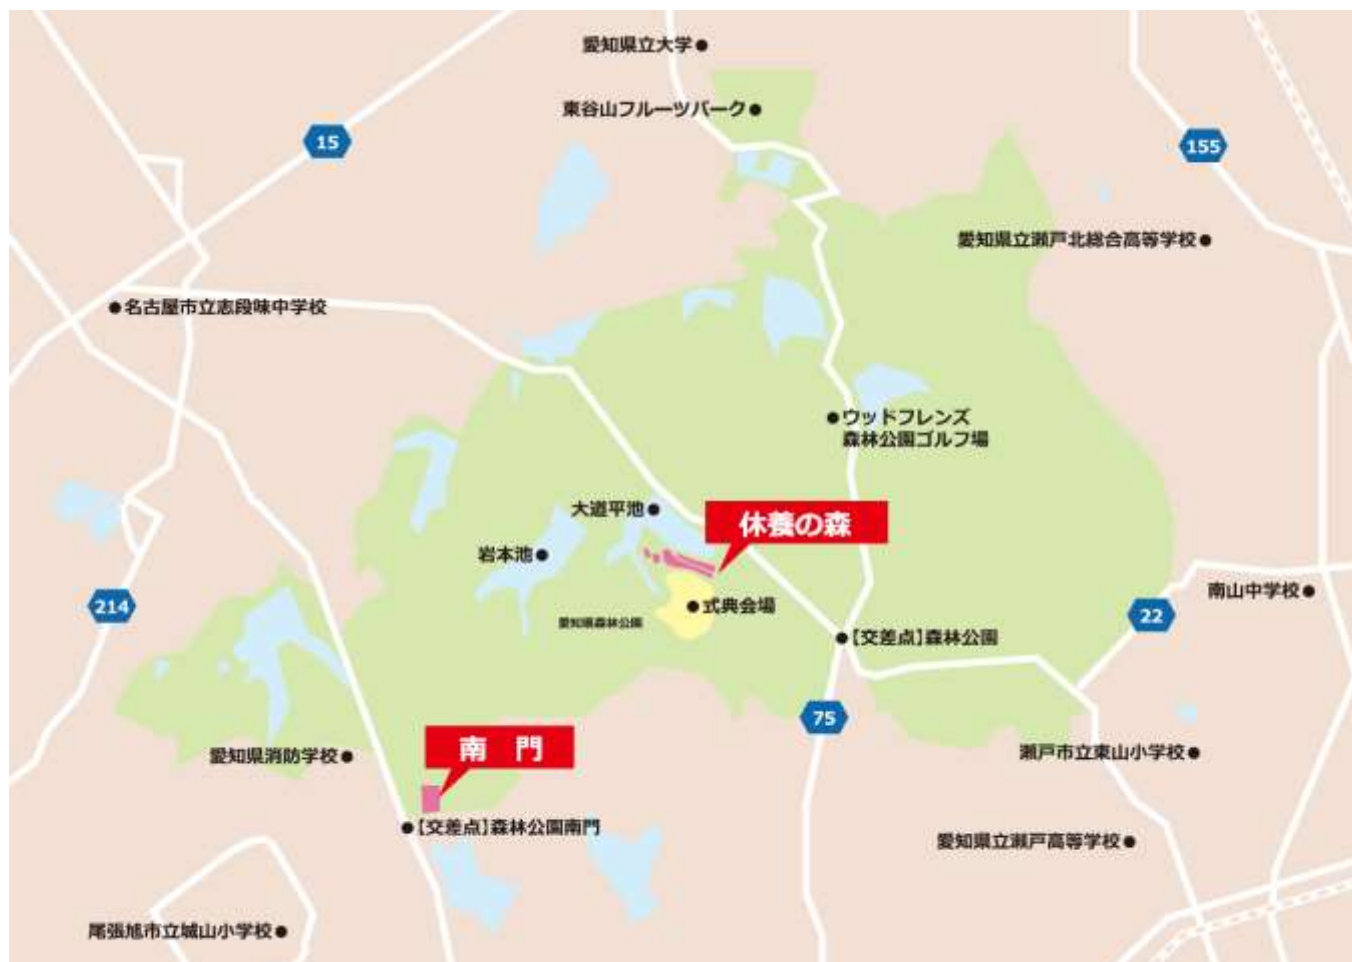 愛知県立大学
東谷山フルーツパーク
15
155
愛知県立瀬戸北総合高等学校
名古屋市立志段味中学校
ウッドフレンズ
森林公園ゴルフ場
大道平池
休養の森
岩本池
南山中学校
214
式典会場
22
愛知県森林公園
【交差点】森林公園
75
南　門
愛知県消防学校
瀬戸市立東山小学校
【交差点】森林公園南門
愛知県立瀬戸高等学校
尾張旭市立城山小学校